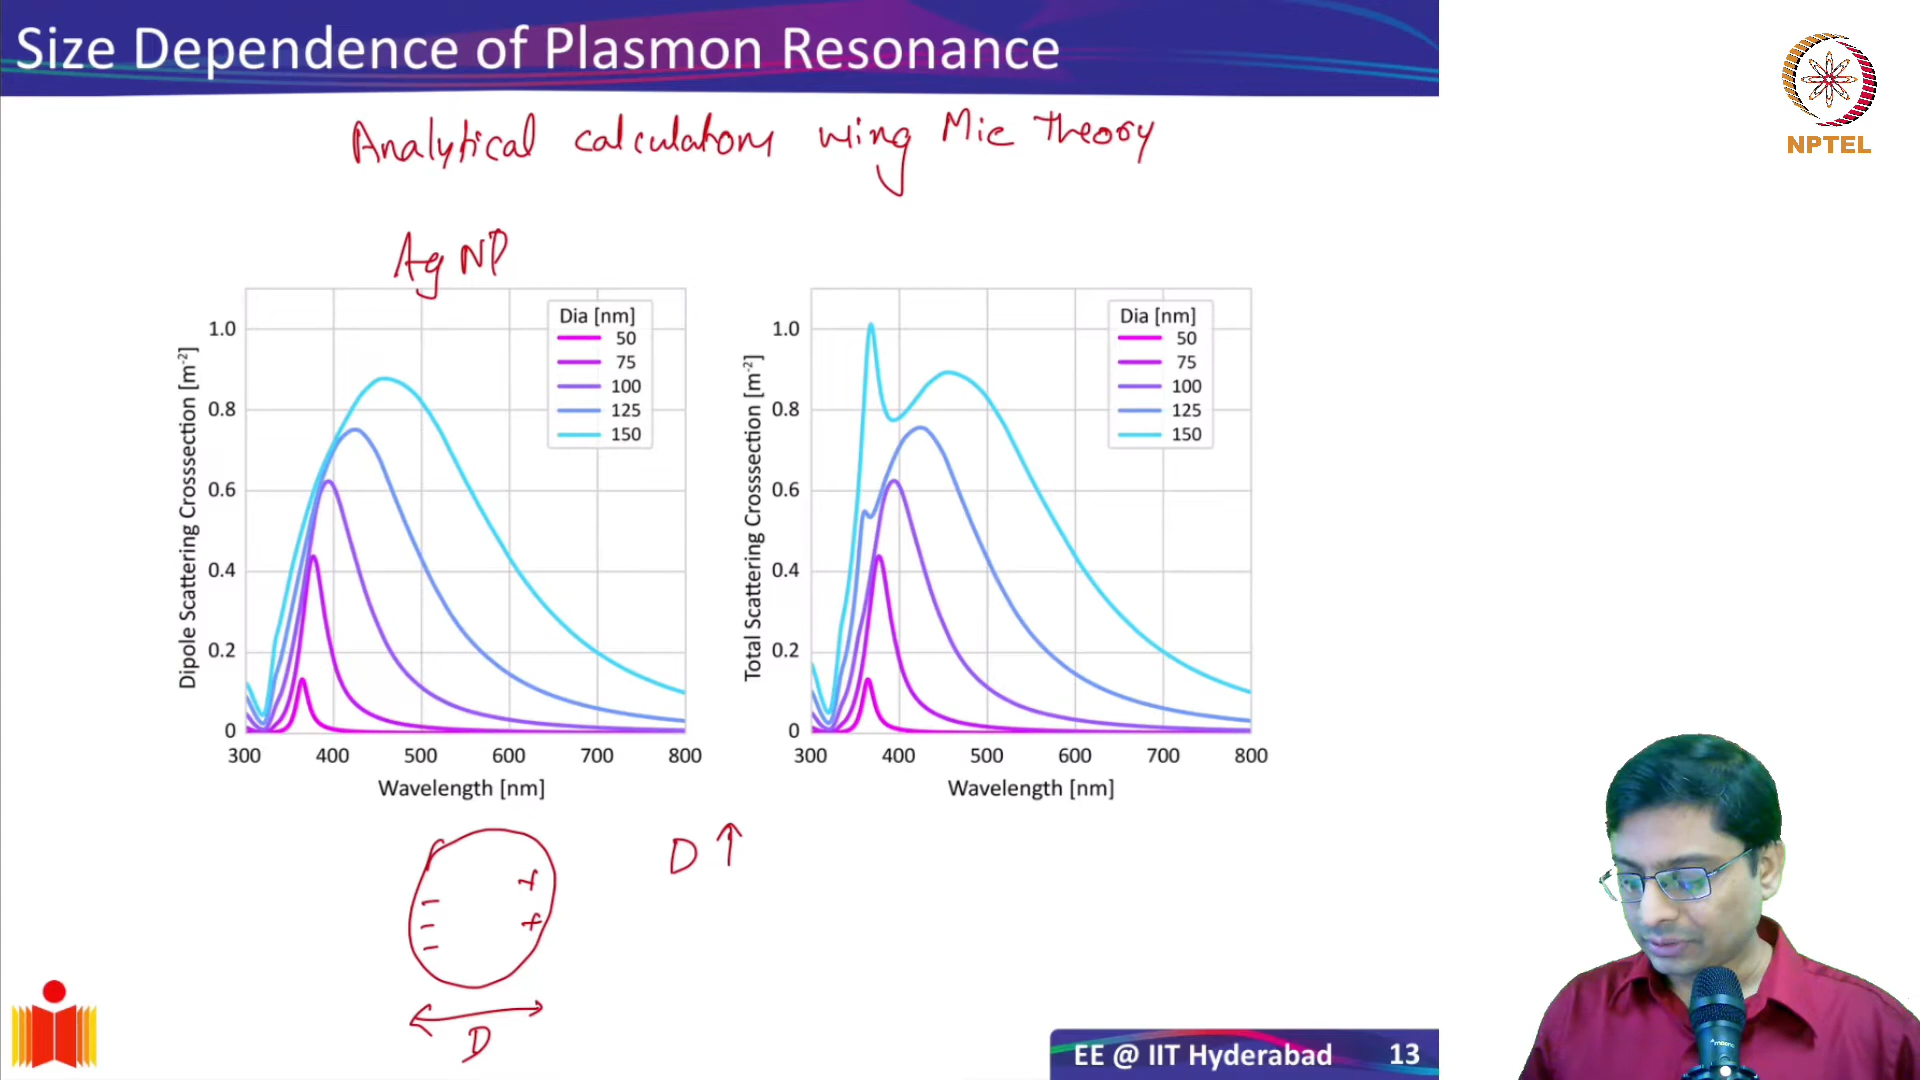 Size Dependence of Plasmon Resonance
NPTEL
Analytical calculations using Mie Theory
Ag NP
Dipole Scattering Crossection [m⁻²]
1.0
0.8
0.6
0.4
0.2
0
300 400 500 600 700 800
Wavelength [nm]
Dia [nm]
50
75
100
125
150
Total Scattering Crossection [m⁻²]
1.0
0.8
0.6
0.4
0.2
0
300 400 500 600 700 800
Wavelength [nm]
Dia [nm]
50
75
100
125
150
D ↑
D
EE @ IIT Hyderabad 13